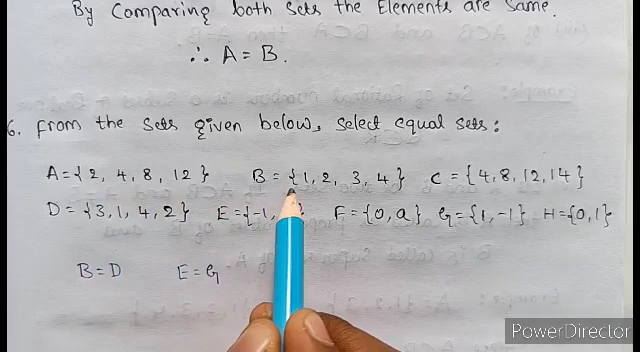 By Comparing both Sets the Elements are Same.
∴ A = B.
6. From the Sets given below, Select equal Sets:
A = {2, 4, 8, 12} B = {1, 2, 3, 4} C = {4, 8, 12, 14}
D = {3, 1, 4, 2} E = {-1, } F = {0, a} G = {1, -1} H = {0, 1}
B = D E = G
PowerDirector